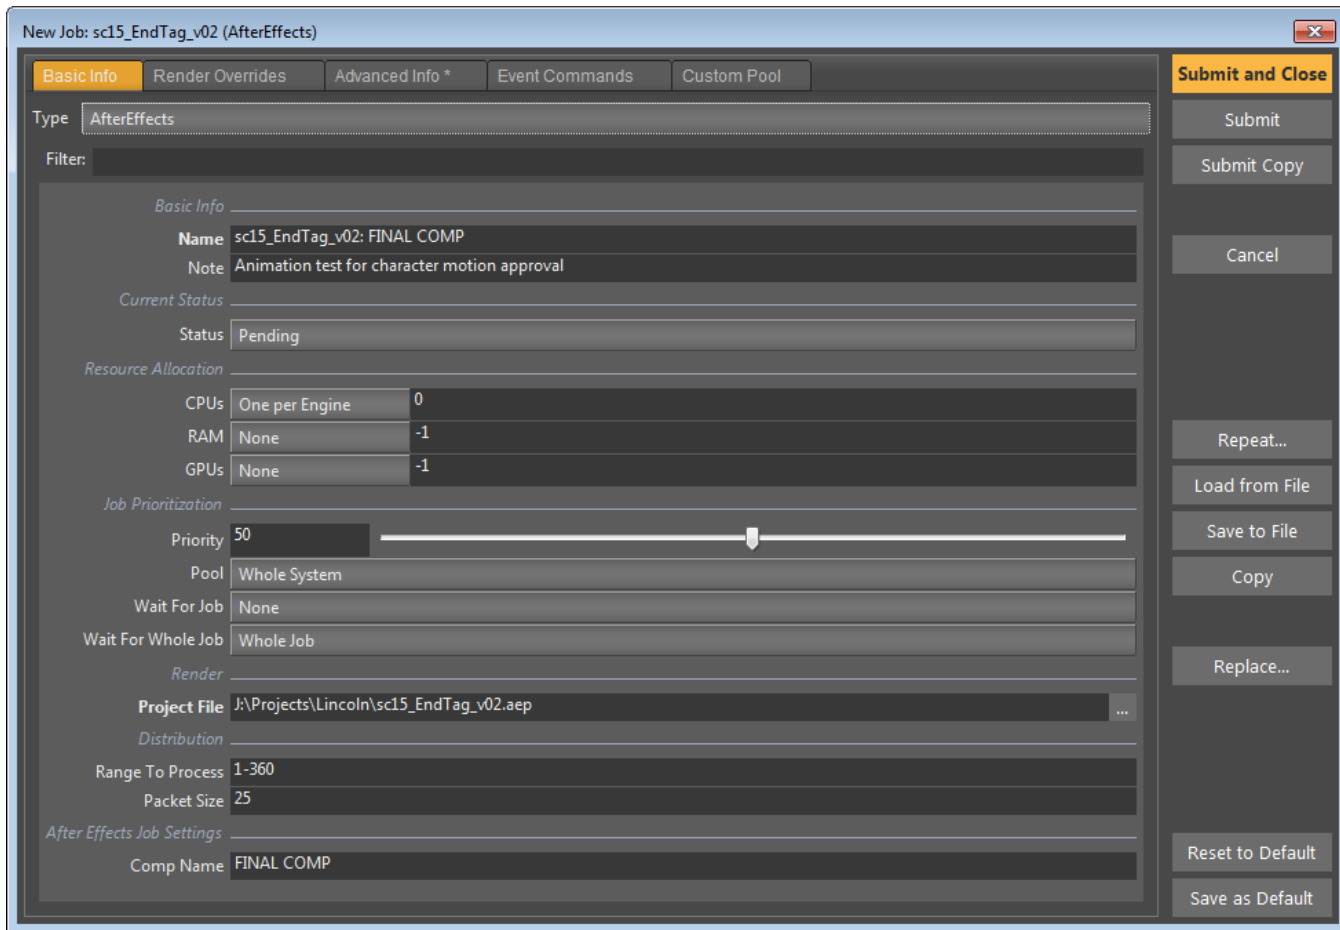 New Job: sc15_EndTag_v02 (AfterEffects)
Basic Info Render Overrides Advanced Info * Event Commands Custom Pool
Submit and Close
Type AfterEffects
Submit
Filter:
Submit Copy
Basic Info
Name sc15_EndTag_v02: FINAL COMP
Note Animation test for character motion approval
Cancel
Current Status
Status Pending
Resource Allocation
CPUs One per Engine 0
RAM None -1
Repeat...
GPUs None -1
Load from File
Job Prioritization
Priority 50
Save to File
Pool Whole System
Copy
Wait For Job None
Wait For Whole Job Whole Job
Render
Replace...
Project File J:\Projects\Lincoln\sc15_EndTag_v02.aep ...
Distribution
Range To Process 1-360
Packet Size 25
After Effects Job Settings
Reset to Default
Comp Name FINAL COMP
Save as Default